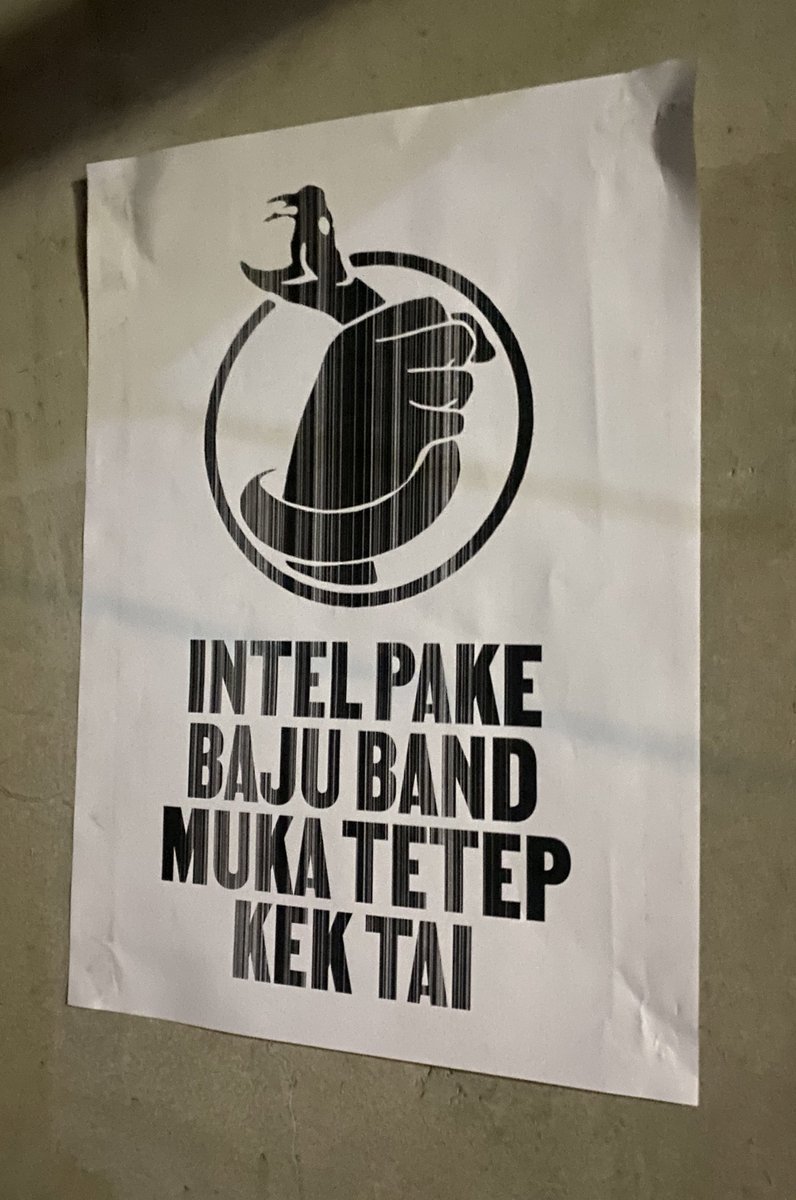 INTEL PAKE
BAJU BAND
MUKA TETEP
KEK TAI